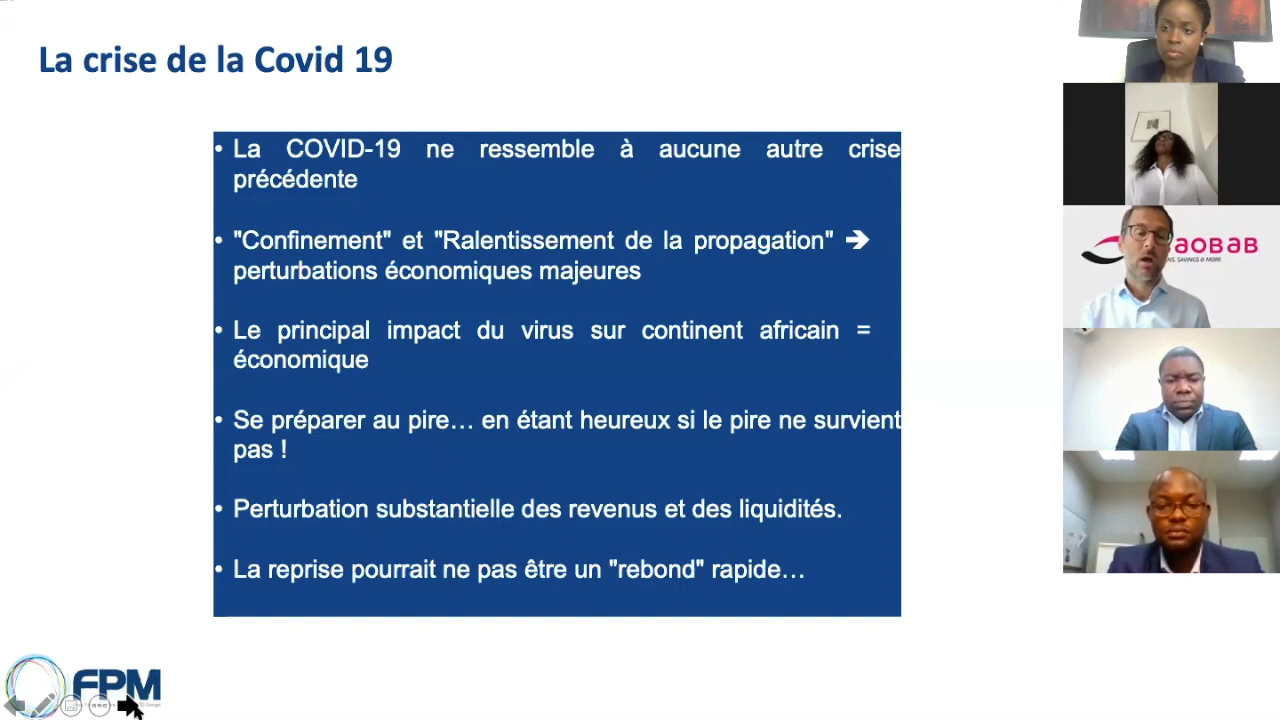 La crise de la Covid 19
• La COVID-19 ne ressemble à aucune autre crise
précédente
• "Confinement" et "Ralentissement de la propagation" ➔
perturbations économiques majeures
• Le principal impact du virus sur continent africain =
économique
• Se préparer au pire… en étant heureux si le pire ne survient
pas !
• Perturbation substantielle des revenus et des liquidités.
• La reprise pourrait ne pas être un "rebond" rapide…
AOBAB
SAVINGS & MORE
FPM